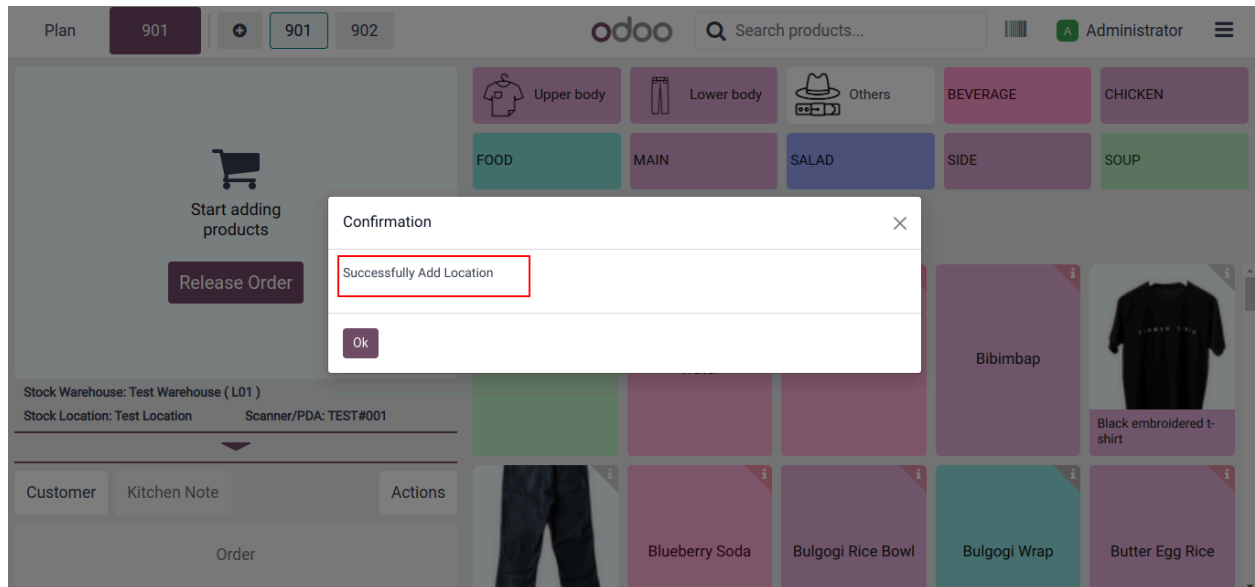 Plan
901
901
902
odoo
Search products...
A
Administrator
Upper body
Lower body
Others
BEVERAGE
CHICKEN
FOOD
MAIN
SALAD
SIDE
SOUP
Start adding
products
Release Order
Confirmation
Successfully Add Location
Ok
Bibimbap
Black embroidered t-
shirt
Stock Warehouse: Test Warehouse ( L01 )
Stock Location: Test Location
Scanner/PDA: TEST#001
Customer
Kitchen Note
Actions
Order
Blueberry Soda
Bulgogi Rice Bowl
Bulgogi Wrap
Butter Egg Rice